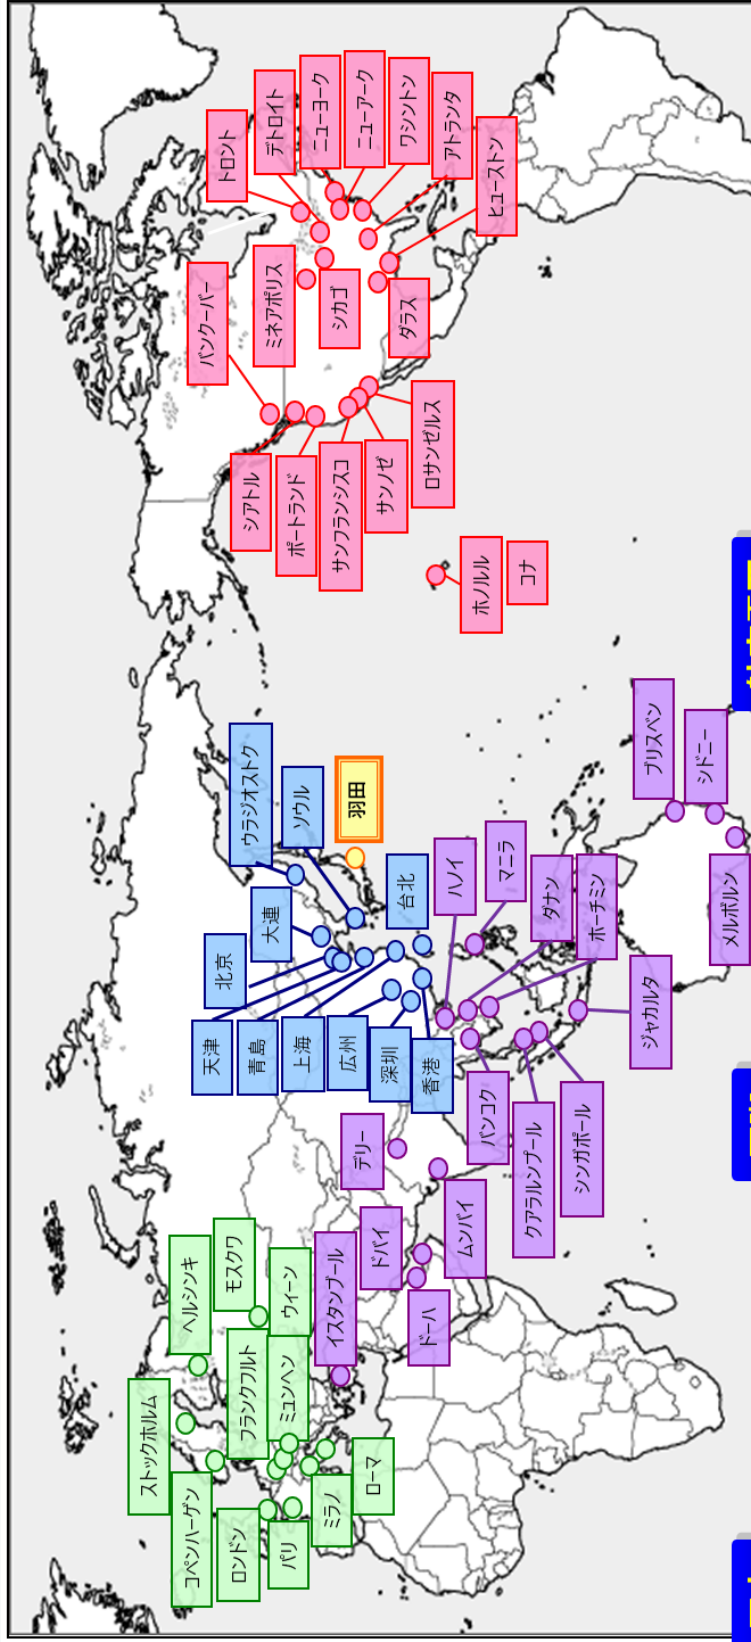 ストックホルム
ヘルシンキ
モスクワ
コペンハーゲン
ロンドン
パリ
フランクフルト
ウィーン
ミュンヘン
ミラノ
ローマ
イスタンブール
ドバイ
ドーハ
デリー
ムンバイ
天津
北京
青島
大連
上海
広州
深圳
香港
ウラジオストク
ソウル
羽田
台北
ハノイ
マニラ
ダナン
ホーチミン
バンコク
クアラルンプール
シンガポール
ジャカルタ
ブリスベン
シドニー
メルボルン
バンクーバー
シアトル
ポートランド
サンフランシスコ
サンノゼ
ロサンゼルス
ホノルル
コナ
トロント
デトロイト
ニューヨーク
ニューアーク
ワシントン
アトランタ
ヒューストン
ミネアポリス
シカゴ
ダラス